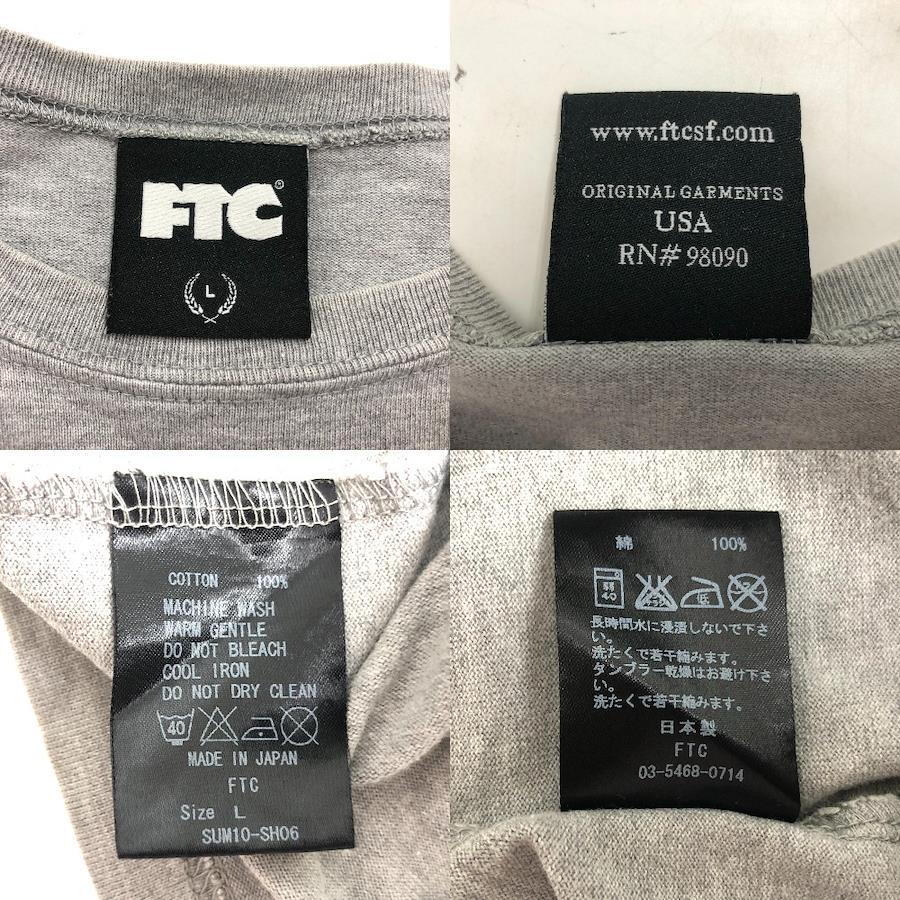 FTC®
L
www.ftcsf.com
ORIGINAL GARMENTS
USA
RN# 98090
COTTON 100%
MACHINE WASH
WARM GENTLE
DO NOT BLEACH
COOL IRON
DO NOT DRY CLEAN
40
MADE IN JAPAN
FTC
Size L
SUM10-SH06
綿 100%
弱 40 低
長時間水に浸漬しないで下さ
い。
洗たくで若干縮みます。
タンブラー乾燥はお避け下さ
い。
洗たくで若干縮みます。
日本製
FTC
03-5468-0714